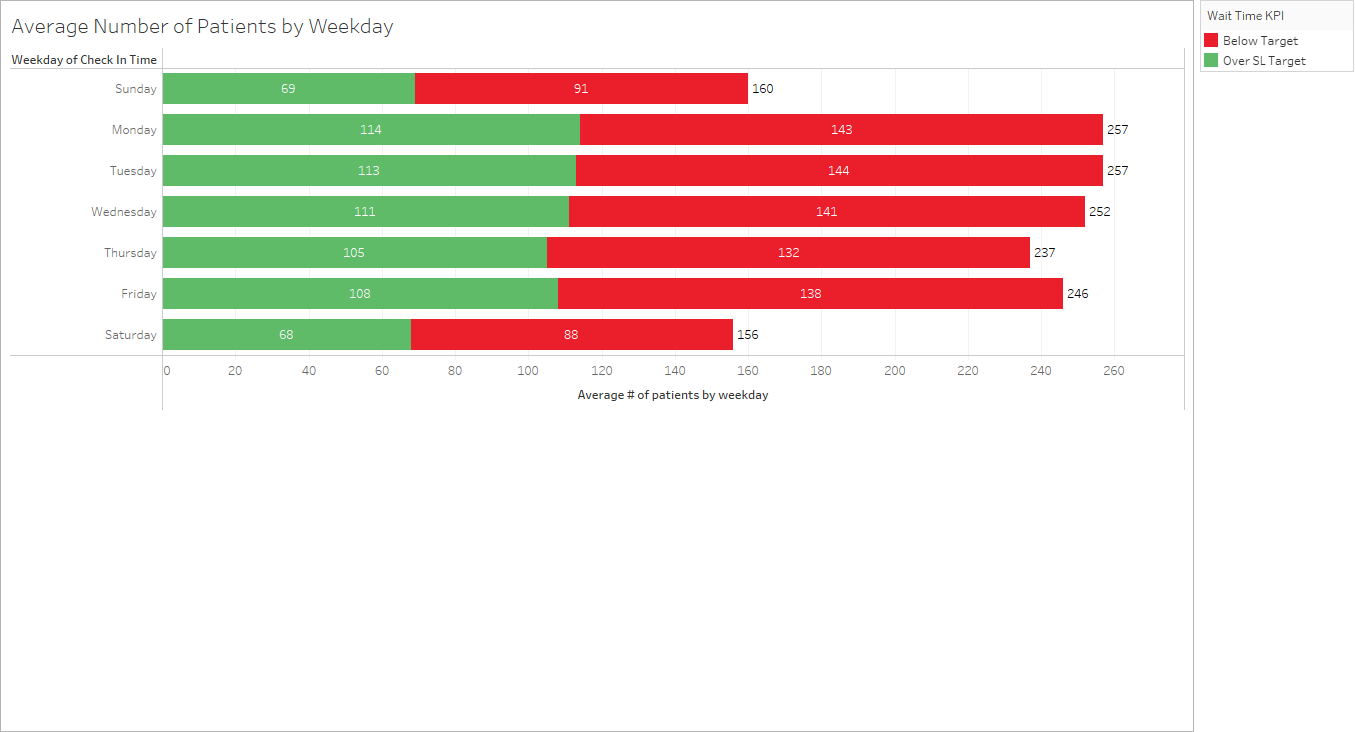 Average Number of Patients by Weekday
Wait Time KPI
Below Target
Over SL Target
Weekday of Check In Time
Sunday 69 91 160
Monday 114 143 257
Tuesday 113 144 257
Wednesday 111 141 252
Thursday 105 132 237
Friday 108 138 246
Saturday 68 88 156
0 20 40 60 80 100 120 140 160 180 200 220 240 260
Average # of patients by weekday